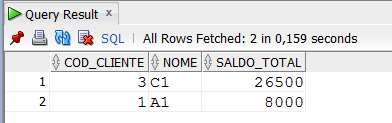 Query Result x
SQL | All Rows Fetched: 2 in 0,159 seconds
COD_CLIENTE NOME SALDO_TOTAL
1 3 C1 26500
2 1 A1 8000